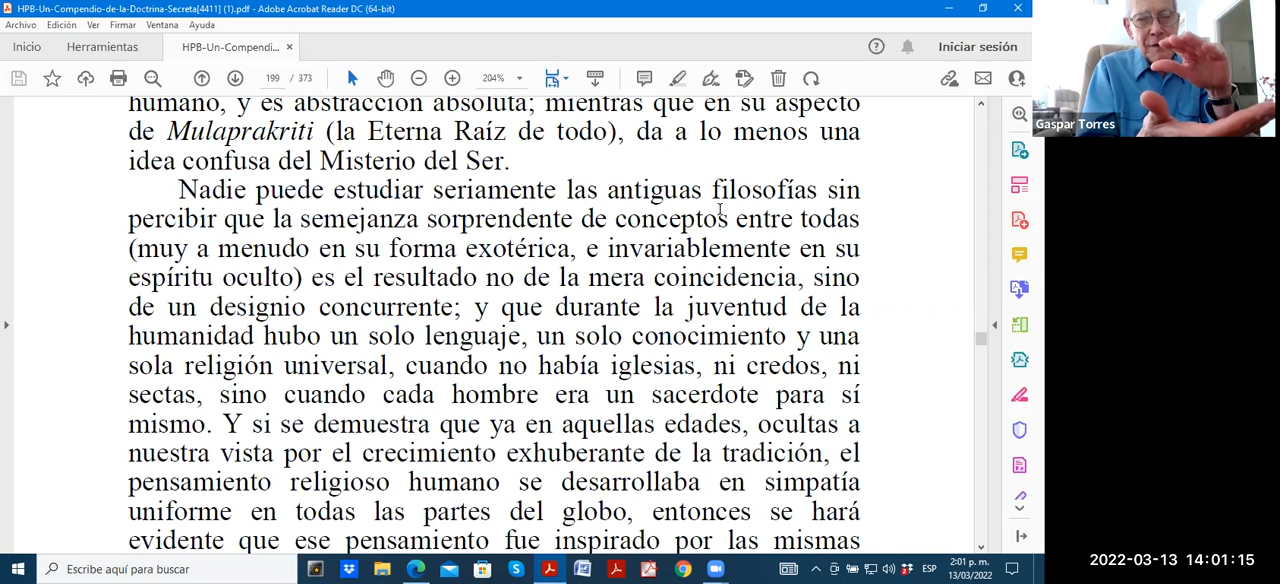 HPB-Un-Compendio-de-la-Doctrina-Secreta[4411] (1).pdf - Adobe Acrobat Reader DC (64-bit)
Archivo Edición Ver Firmar Ventana Ayuda
Inicio Herramientas HPB-Un-Compendi... × Iniciar sesión
199 / 373 204%
humano, y es abstracción absoluta; mientras que en su aspecto
de Mulaprakriti (la Eterna Raíz de todo), da a lo menos una
idea confusa del Misterio del Ser.
Nadie puede estudiar seriamente las antiguas filosofías sin
percibir que la semejanza sorprendente de conceptos entre todas
(muy a menudo en su forma exotérica, e invariablemente en su
espíritu oculto) es el resultado no de la mera coincidencia, sino
de un designio concurrente; y que durante la juventud de la
humanidad hubo un solo lenguaje, un solo conocimiento y una
sola religión universal, cuando no había iglesias, ni credos, ni
sectas, sino cuando cada hombre era un sacerdote para sí
mismo. Y si se demuestra que ya en aquellas edades, ocultas a
nuestra vista por el crecimiento exhuberante de la tradición, el
pensamiento religioso humano se desarrollaba en simpatía
uniforme en todas las partes del globo, entonces se hará
evidente que ese pensamiento fue inspirado por las mismas
Gaspar Torres
Escribe aquí para buscar
ESP
2:01 p. m.
13/03/2022
2022-03-13 14:01:15